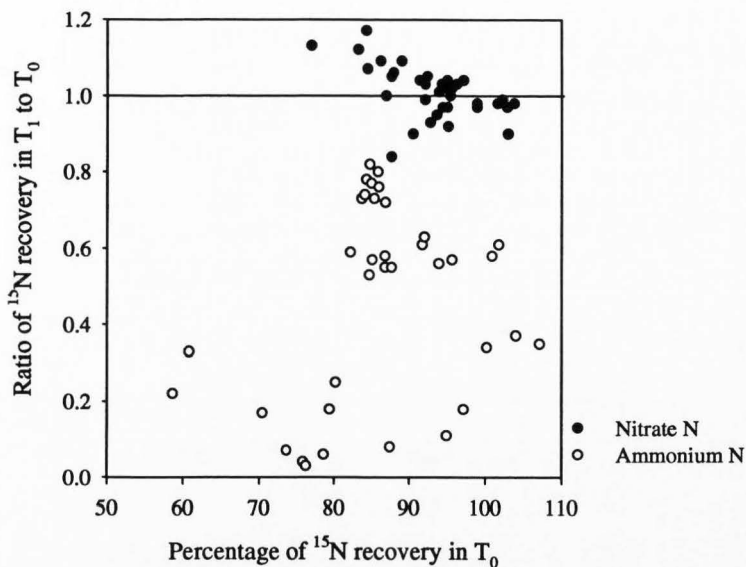 Ratio of ¹⁵N recovery in T₁ to T₀
1.2
1.0
0.8
0.6
0.4
0.2
0.0
50 60 70 80 90 100 110
Percentage of ¹⁵N recovery in T₀
Nitrate N
Ammonium N